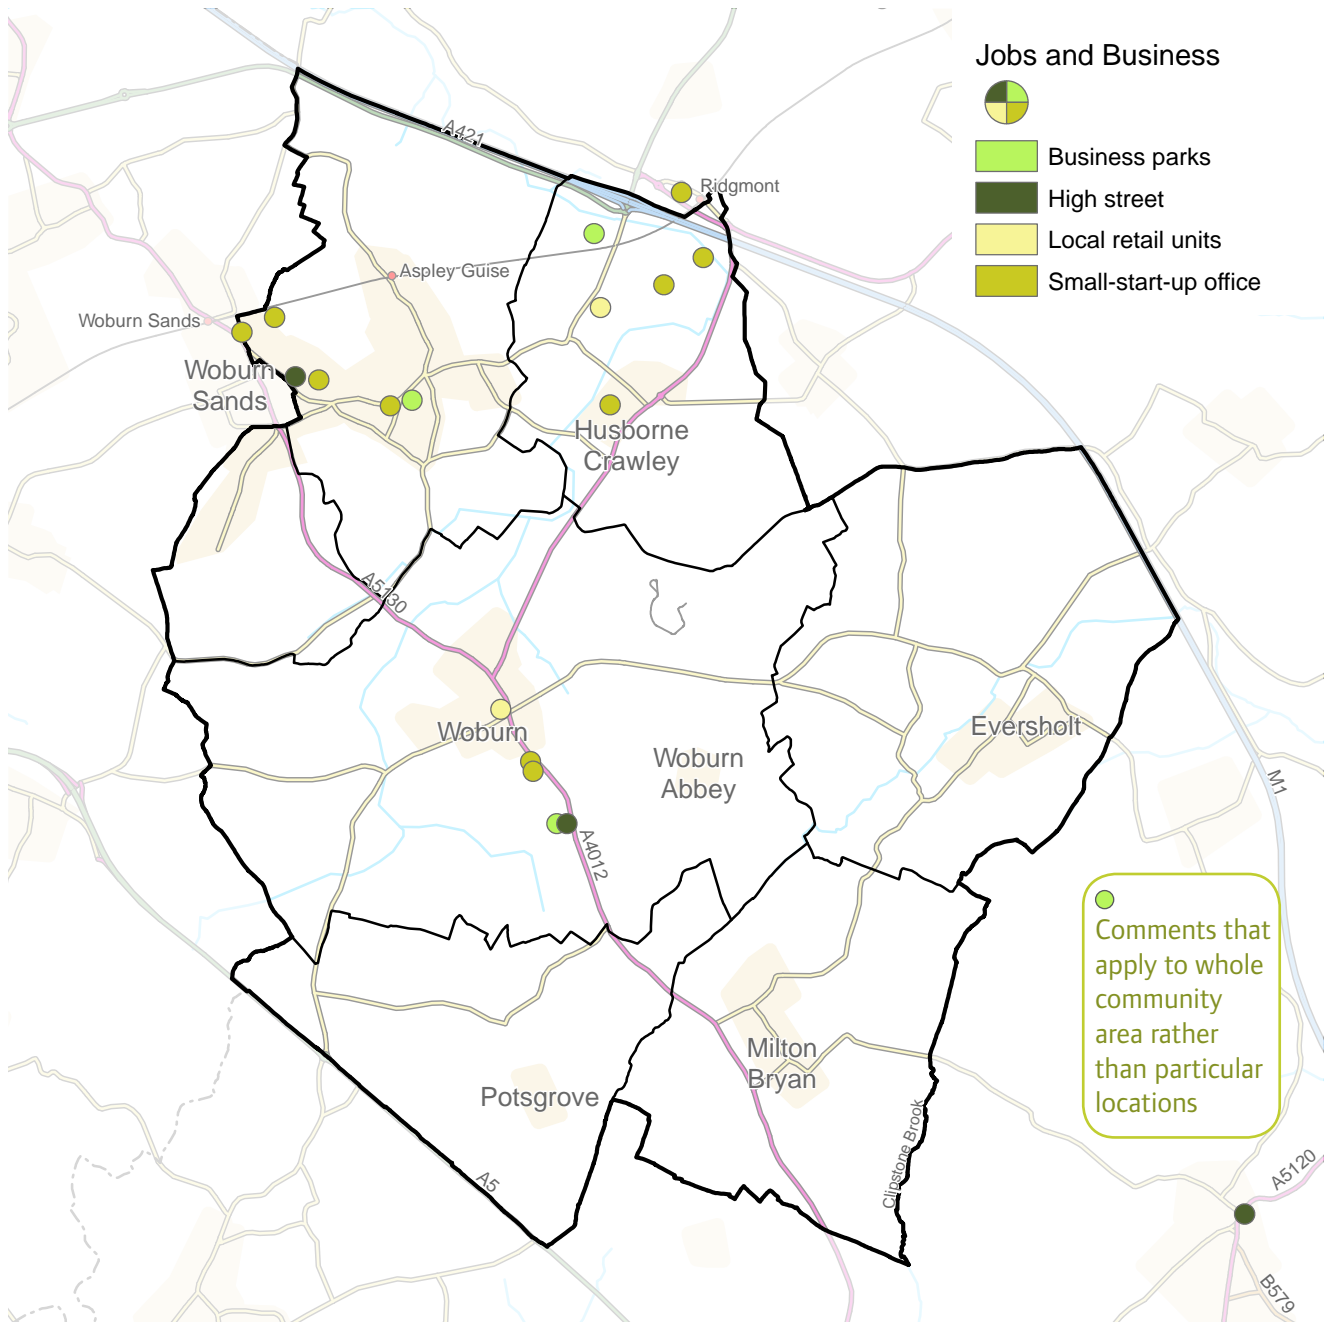 Jobs and Business
Business parks
High street
Local retail units
Small-start-up office
A421
Ridgmont
Aspley Guise
Woburn Sands
Woburn
Sands
Husborne
Crawley
A5130
Woburn
Woburn
Abbey
Eversholt
M1
A4012
Comments that
apply to whole
community
area rather
than particular
locations
Milton
Bryan
Potsgrove
Clipstone Brook
A5
A5120
B579